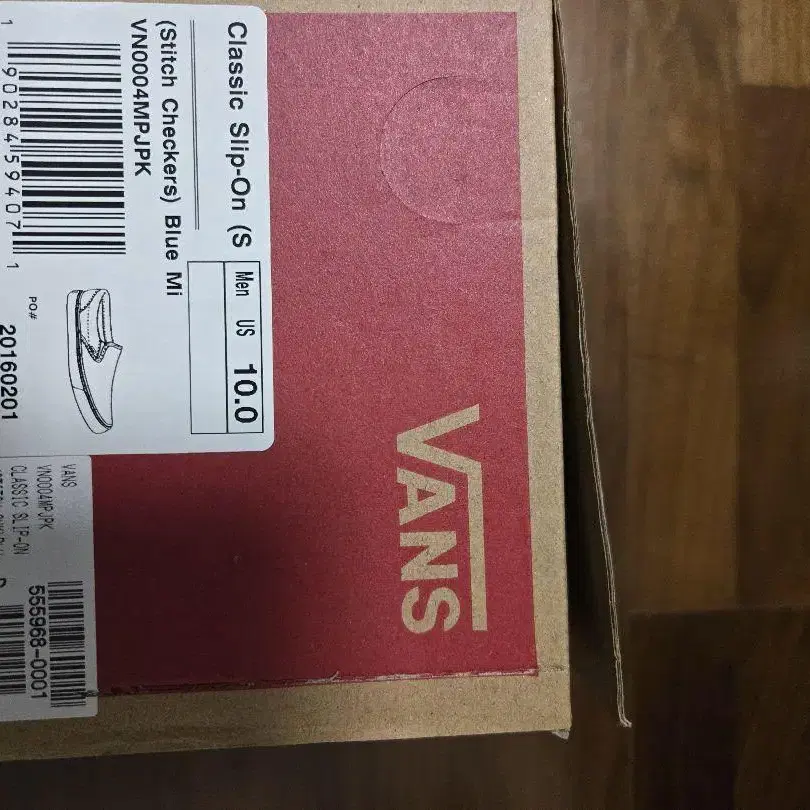 Classic Slip-On (S
(Stitch Checkers) Blue Mi
VN0004MPJPK
1 90284 59407 1
Men US 10.0
PO#
20160201
VANS
VANS
VN0004MPJPK
CLASSIC SLIP-ON
555968-0001